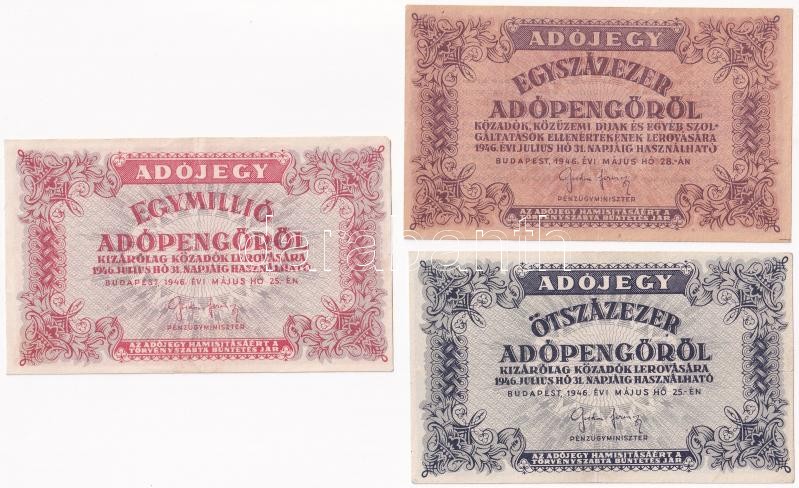 ADÓJEGY
EGYMILLIÓ
ADÓPENGŐRŐL
KIZÁRÓLAG KÖZADÓK LEROVÁSÁRA
1946. JULIUS HÓ 31. NAPJÁIG HASZNÁLHATÓ
BUDAPEST, 1946. ÉVI MÁJUS HÓ 25.-ÉN
PÉNZÜGYMINISZTER
AZ ADÓJEGY HAMISITÁSÁÉRT A
TÖRVÉNYSZABTA BÜNTETÉS JÁR
ADÓJEGY
EGYSZÁZEZER
ADÓPENGŐRŐL
KÖZADÓK, KÖZÜZEMI DIJAK ÉS EGYÉB SZOL-
GÁLTATÁSOK ELLENÉRTÉKÉNEK LEROVÁSÁRA
1946. ÉVI JULIUS HÓ 31. NAPJÁIG HASZNÁLHATÓ
BUDAPEST, 1946. ÉVI MÁJUS HÓ 28.-ÁN
PÉNZÜGYMINISZTER
AZ ADÓJEGY HAMISITÁSÁÉRT A
TÖRVÉNYSZABTA BÜNTETÉS JÁR
ADÓJEGY
ÖTSZÁZEZER
ADÓPENGŐRŐL
KIZÁRÓLAG KÖZADÓK LEROVÁSÁRA
1946. JULIUS HÓ 31. NAPJÁIG HASZNÁLHATÓ
BUDAPEST, 1946. ÉVI MÁJUS HÓ 25.-ÉN
PÉNZÜGYMINISZTER
AZ ADÓJEGY HAMISITÁSÁÉRT A
TÖRVÉNYSZABTA BÜNTETÉS JÁR